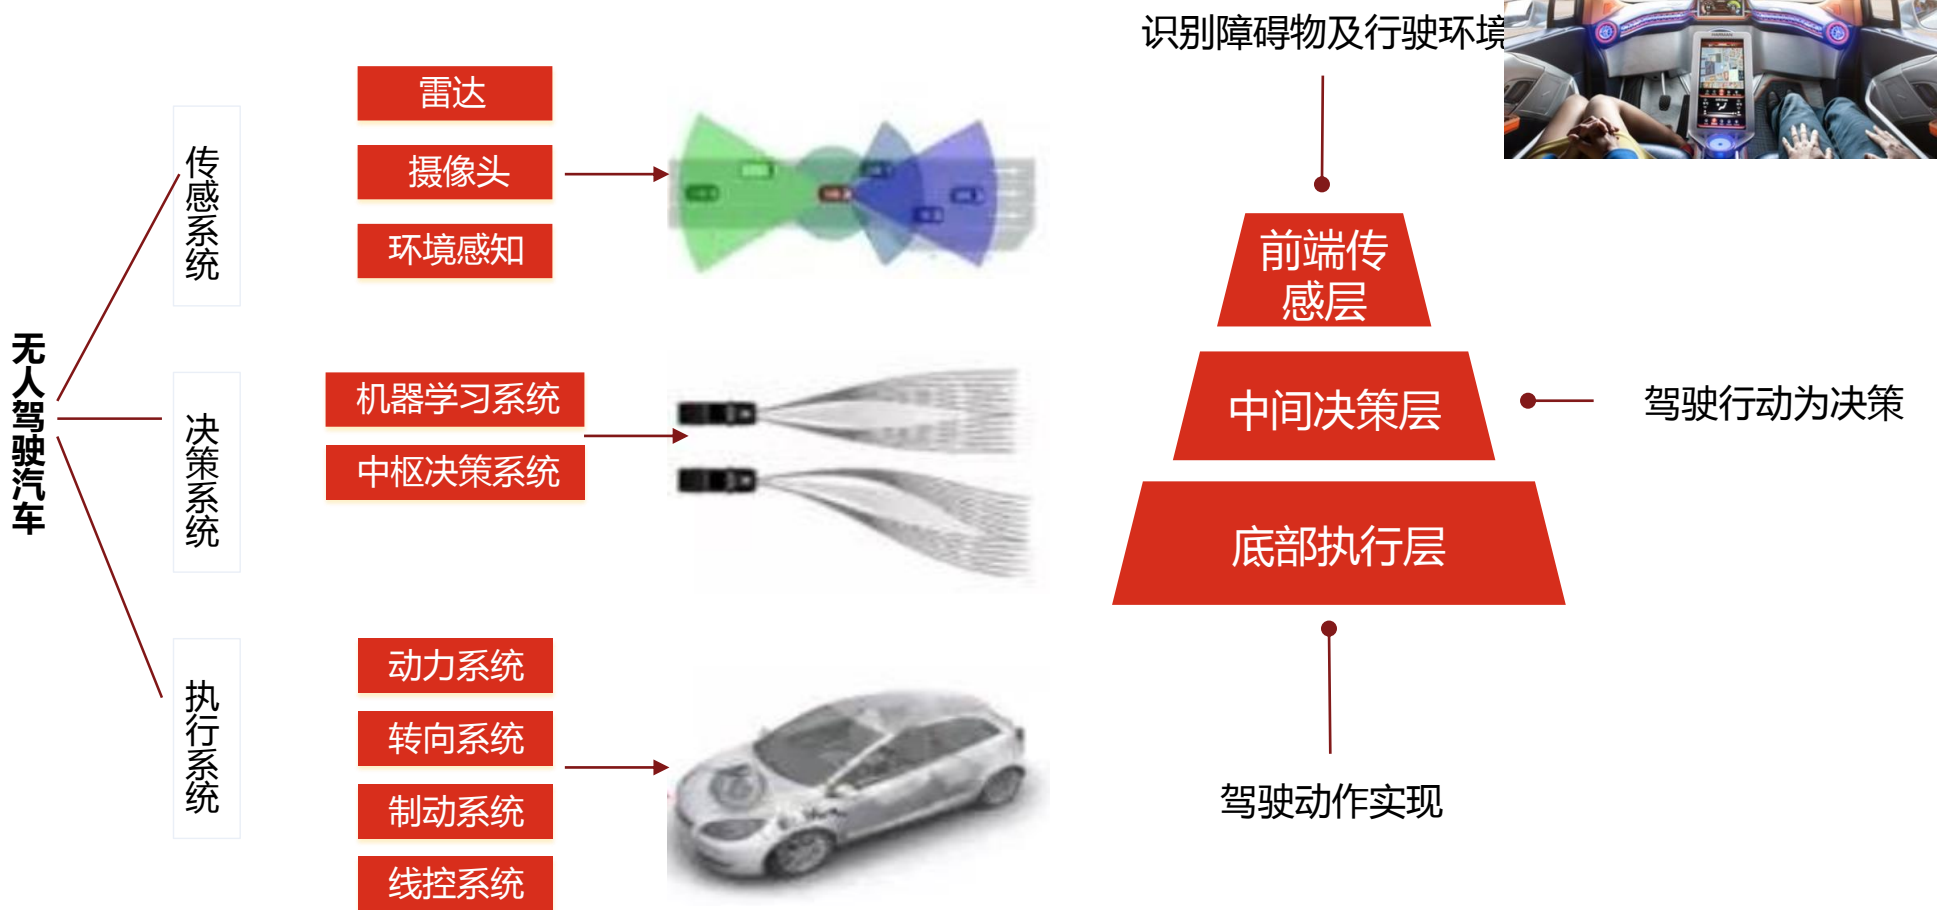 无人驾驶汽车
传感系统
雷达
摄像头
环境感知
决策系统
机器学习系统
中枢决策系统
执行系统
动力系统
转向系统
制动系统
线控系统
识别障碍物及行驶环境
前端传
感层
中间决策层
驾驶行动为决策
底部执行层
驾驶动作实现